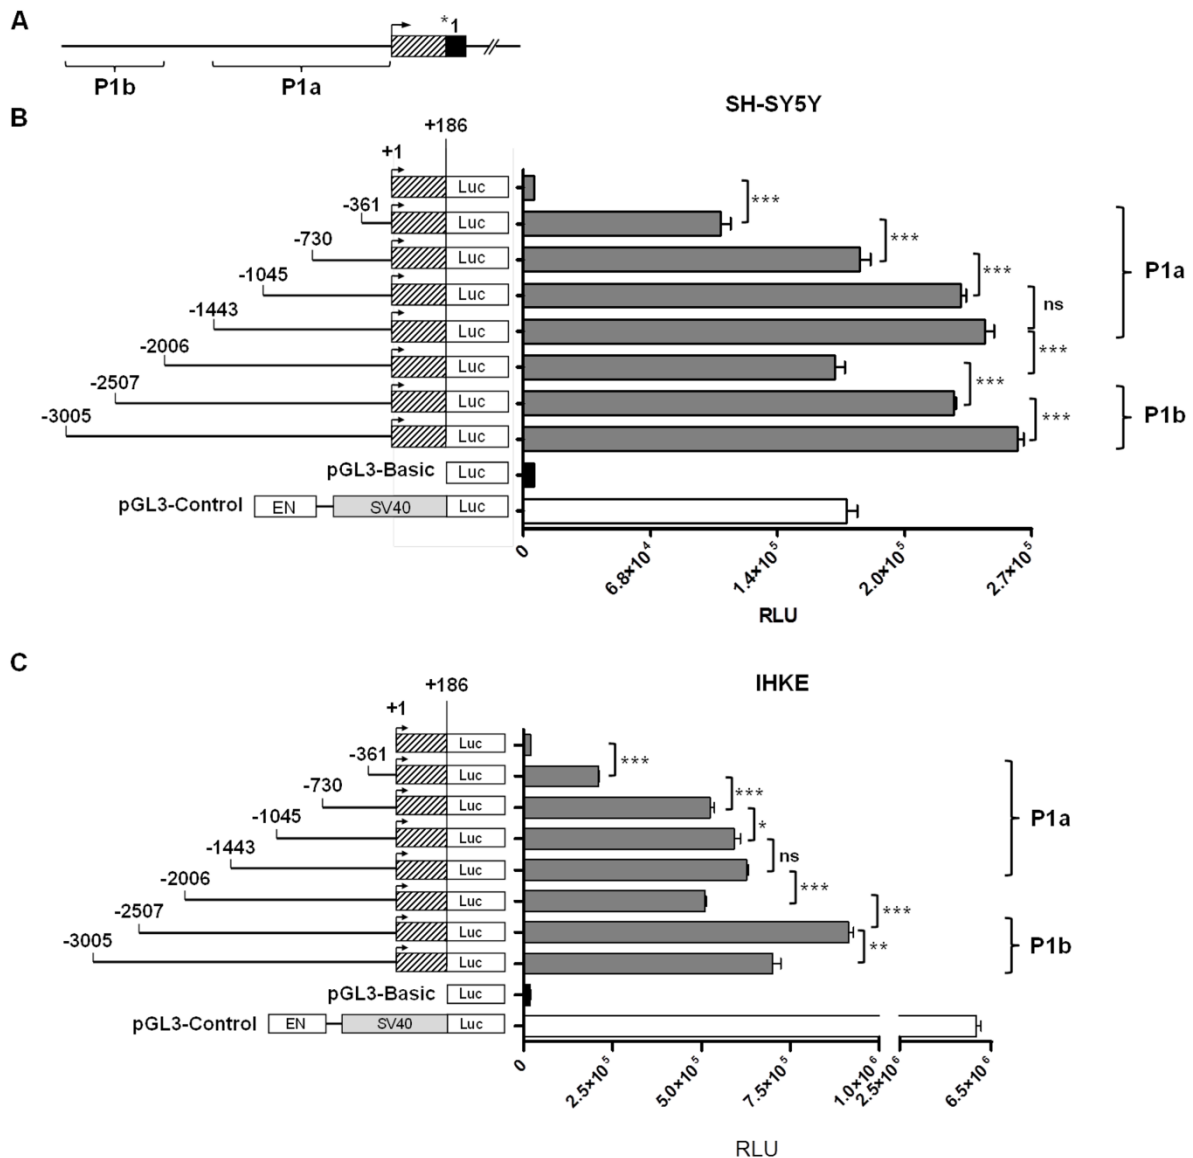 A
*1
P1b
P1a
SH-SY5Y
B
+186
+1
Luc
***
-361
Luc
***
-730
Luc
***
P1a
-1045
Luc
ns
-1443
Luc
***
-2006
Luc
***
-2507
Luc
***
P1b
-3005
Luc
pGL3-Basic
Luc
pGL3-Control
EN
SV40
Luc
0
6.8×10⁴
1.4×10⁵
2.0×10⁵
2.7×10⁵
RLU
C
IHKE
+186
+1
Luc
***
-361
Luc
***
-730
Luc
*
P1a
-1045
Luc
ns
-1443
Luc
***
-2006
Luc
***
-2507
Luc
**
P1b
-3005
Luc
pGL3-Basic
Luc
pGL3-Control
EN
SV40
Luc
0
2.5×10⁵
5.0×10⁵
7.5×10⁵
1.0×10⁶
2.5×10⁶
6.5×10⁶
RLU